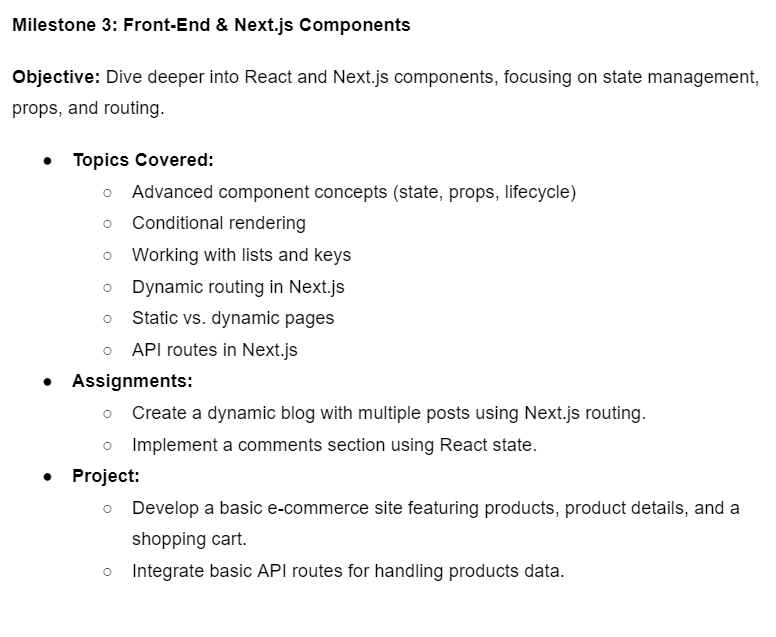 Milestone 3: Front-End & Next.js Components
Objective: Dive deeper into React and Next.js components, focusing on state management,
props, and routing.
● Topics Covered:
○ Advanced component concepts (state, props, lifecycle)
○ Conditional rendering
○ Working with lists and keys
○ Dynamic routing in Next.js
○ Static vs. dynamic pages
○ API routes in Next.js
● Assignments:
○ Create a dynamic blog with multiple posts using Next.js routing.
○ Implement a comments section using React state.
● Project:
○ Develop a basic e-commerce site featuring products, product details, and a
shopping cart.
○ Integrate basic API routes for handling products data.